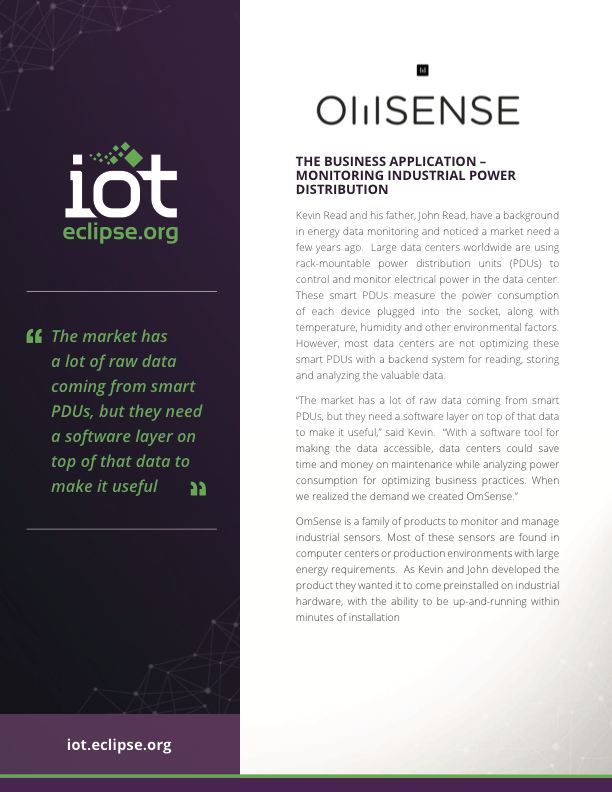 iot
eclipse.org
“ The market has
a lot of raw data
coming from smart
PDUs, but they need
a software layer on
top of that data to
make it useful ”
iot.eclipse.org
OMSENSE
THE BUSINESS APPLICATION –
MONITORING INDUSTRIAL POWER
DISTRIBUTION
Kevin Read and his father, John Read, have a background
in energy data monitoring and noticed a market need a
few years ago. Large data centers worldwide are using
rack-mountable power distribution units (PDUs) to
control and monitor electrical power in the data center.
These smart PDUs measure the power consumption
of each device plugged into the socket, along with
temperature, humidity and other environmental factors.
However, most data centers are not optimizing these
smart PDUs with a backend system for reading, storing
and analyzing the valuable data.
“The market has a lot of raw data coming from smart
PDUs, but they need a software layer on top of that data
to make it useful,” said Kevin. “With a software tool for
making the data accessible, data centers could save
time and money on maintenance while analyzing power
consumption for optimizing business practices. When
we realized the demand we created OmSense.”
OmSense is a family of products to monitor and manage
industrial sensors. Most of these sensors are found in
computer centers or production environments with large
energy requirements. As Kevin and John developed the
product they wanted it to come preinstalled on industrial
hardware, with the ability to be up-and-running within
minutes of installation